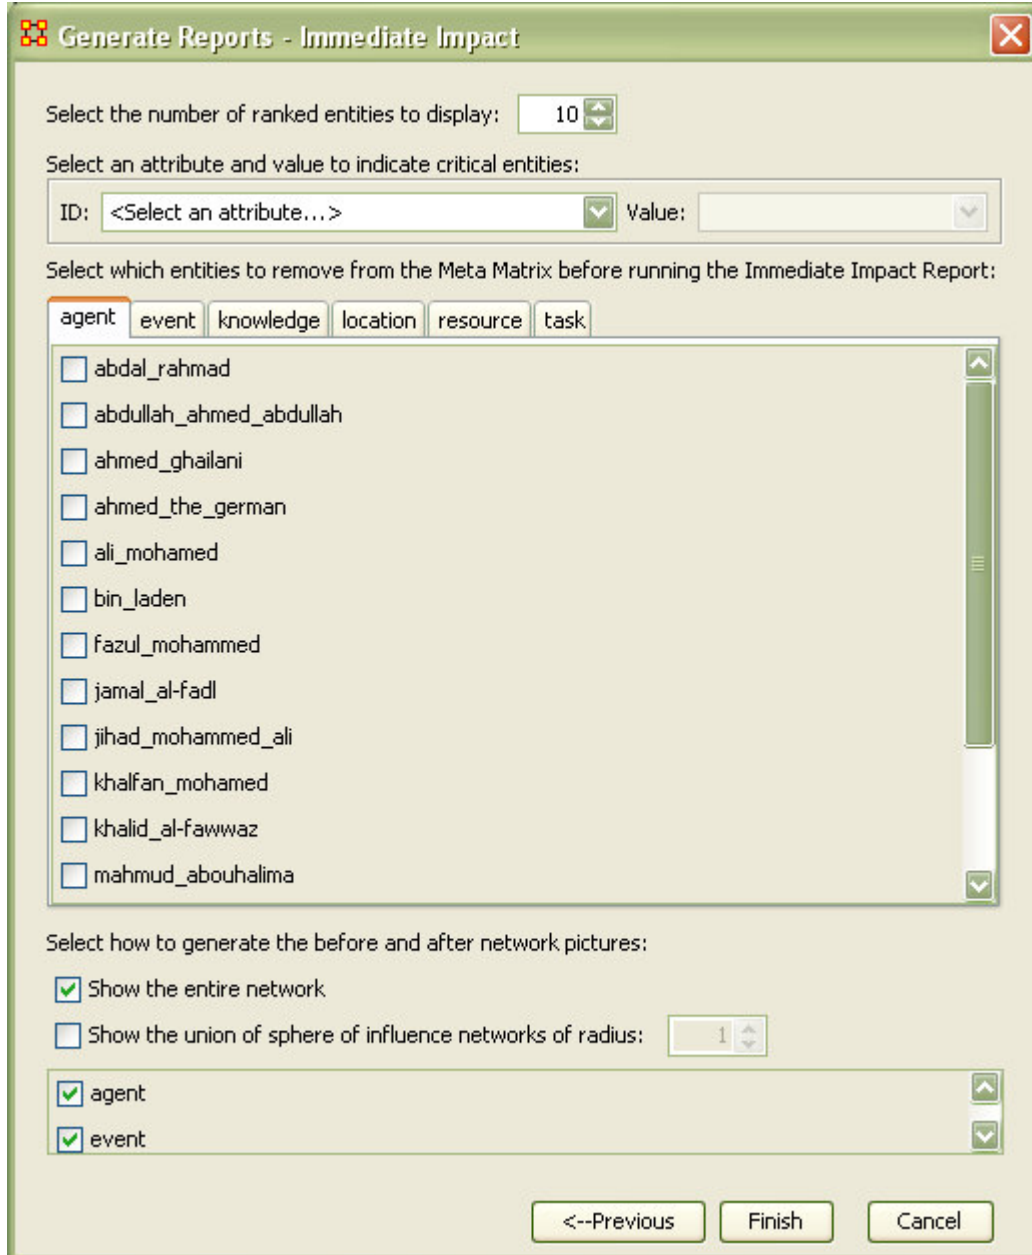 Generate Reports - Immediate Impact
Select the number of ranked entities to display: 10
Select an attribute and value to indicate critical entities:
ID: <Select an attribute...> Value:
Select which entities to remove from the Meta Matrix before running the Immediate Impact Report:
agent event knowledge location resource task
abdal_rahmad
abdullah_ahmed_abdullah
ahmed_ghailani
ahmed_the_german
ali_mohamed
bin_laden
fazul_mohammed
jamal_al-fadl
jihad_mohammed_ali
khalfan_mohamed
khalid_al-fawwaz
mahmud_abouhalima
Select how to generate the before and after network pictures:
Show the entire network
Show the union of sphere of influence networks of radius: 1
agent
event
<--Previous Finish Cancel